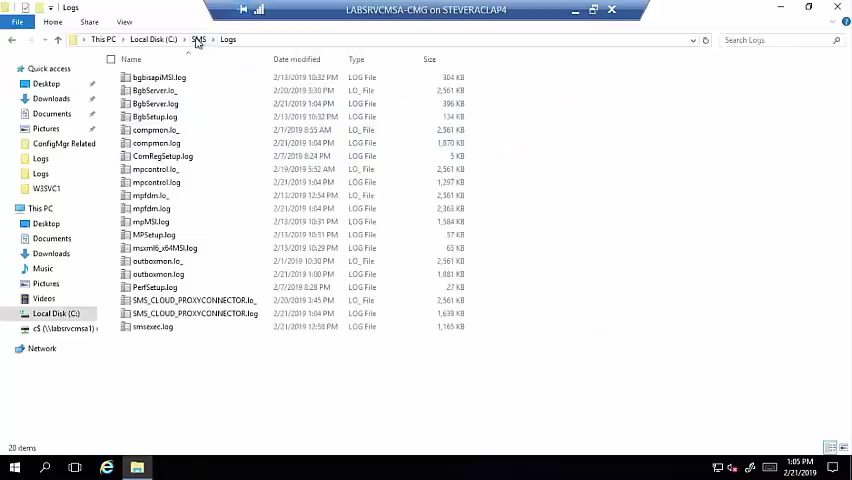 Logs
LABSRVCMSA-CMG on STEVERACLAP4
File Home Share View
This PC Local Disk (C:) SMS Logs Search Logs
Name Date modified Type Size
Quick access
Desktop
Downloads
Documents
Pictures
ConfigMgr Related
Logs
Logs
W3SVC1
This PC
Desktop
Documents
Downloads
Music
Pictures
Videos
Local Disk (C:)
c$ (\\labsrvcmsa1)
Network
bgbisapiMSI.log 2/13/2019 10:32 PM LOG File 304 KB
BgbServer.lo_ 2/20/2019 3:30 PM LO_ File 2,561 KB
BgbServer.log 2/21/2019 1:04 PM LOG File 396 KB
BgbSetup.log 2/13/2019 10:32 PM LOG File 134 KB
compmon.lo_ 2/1/2019 8:55 AM LO_ File 2,561 KB
compmon.log 2/21/2019 1:04 PM LOG File 1,870 KB
ComRegSetup.log 2/7/2019 8:24 PM LOG File 5 KB
mpcontrol.lo_ 2/19/2019 5:52 AM LO_ File 2,561 KB
mpcontrol.log 2/21/2019 1:04 PM LOG File 1,297 KB
mpfdm.lo_ 2/13/2019 12:54 PM LO_ File 2,561 KB
mpfdm.log 2/21/2019 1:04 PM LOG File 2,363 KB
mpMSI.log 2/13/2019 10:31 PM LOG File 1,584 KB
MPSetup.log 2/13/2019 10:31 PM LOG File 57 KB
msxml6_x64MSI.log 2/13/2019 10:29 PM LOG File 65 KB
outboxmon.lo_ 2/1/2019 10:30 PM LO_ File 2,561 KB
outboxmon.log 2/21/2019 1:00 PM LOG File 1,881 KB
PerfSetup.log 2/7/2019 8:24 PM LOG File 27 KB
SMS_CLOUD_PROXYCONNECTOR.lo_ 2/20/2019 3:45 PM LO_ File 2,561 KB
SMS_CLOUD_PROXYCONNECTOR.log 2/21/2019 1:04 PM LOG File 1,639 KB
smsexec.log 2/21/2019 12:58 PM LOG File 1,165 KB
20 items
1:05 PM
2/21/2019